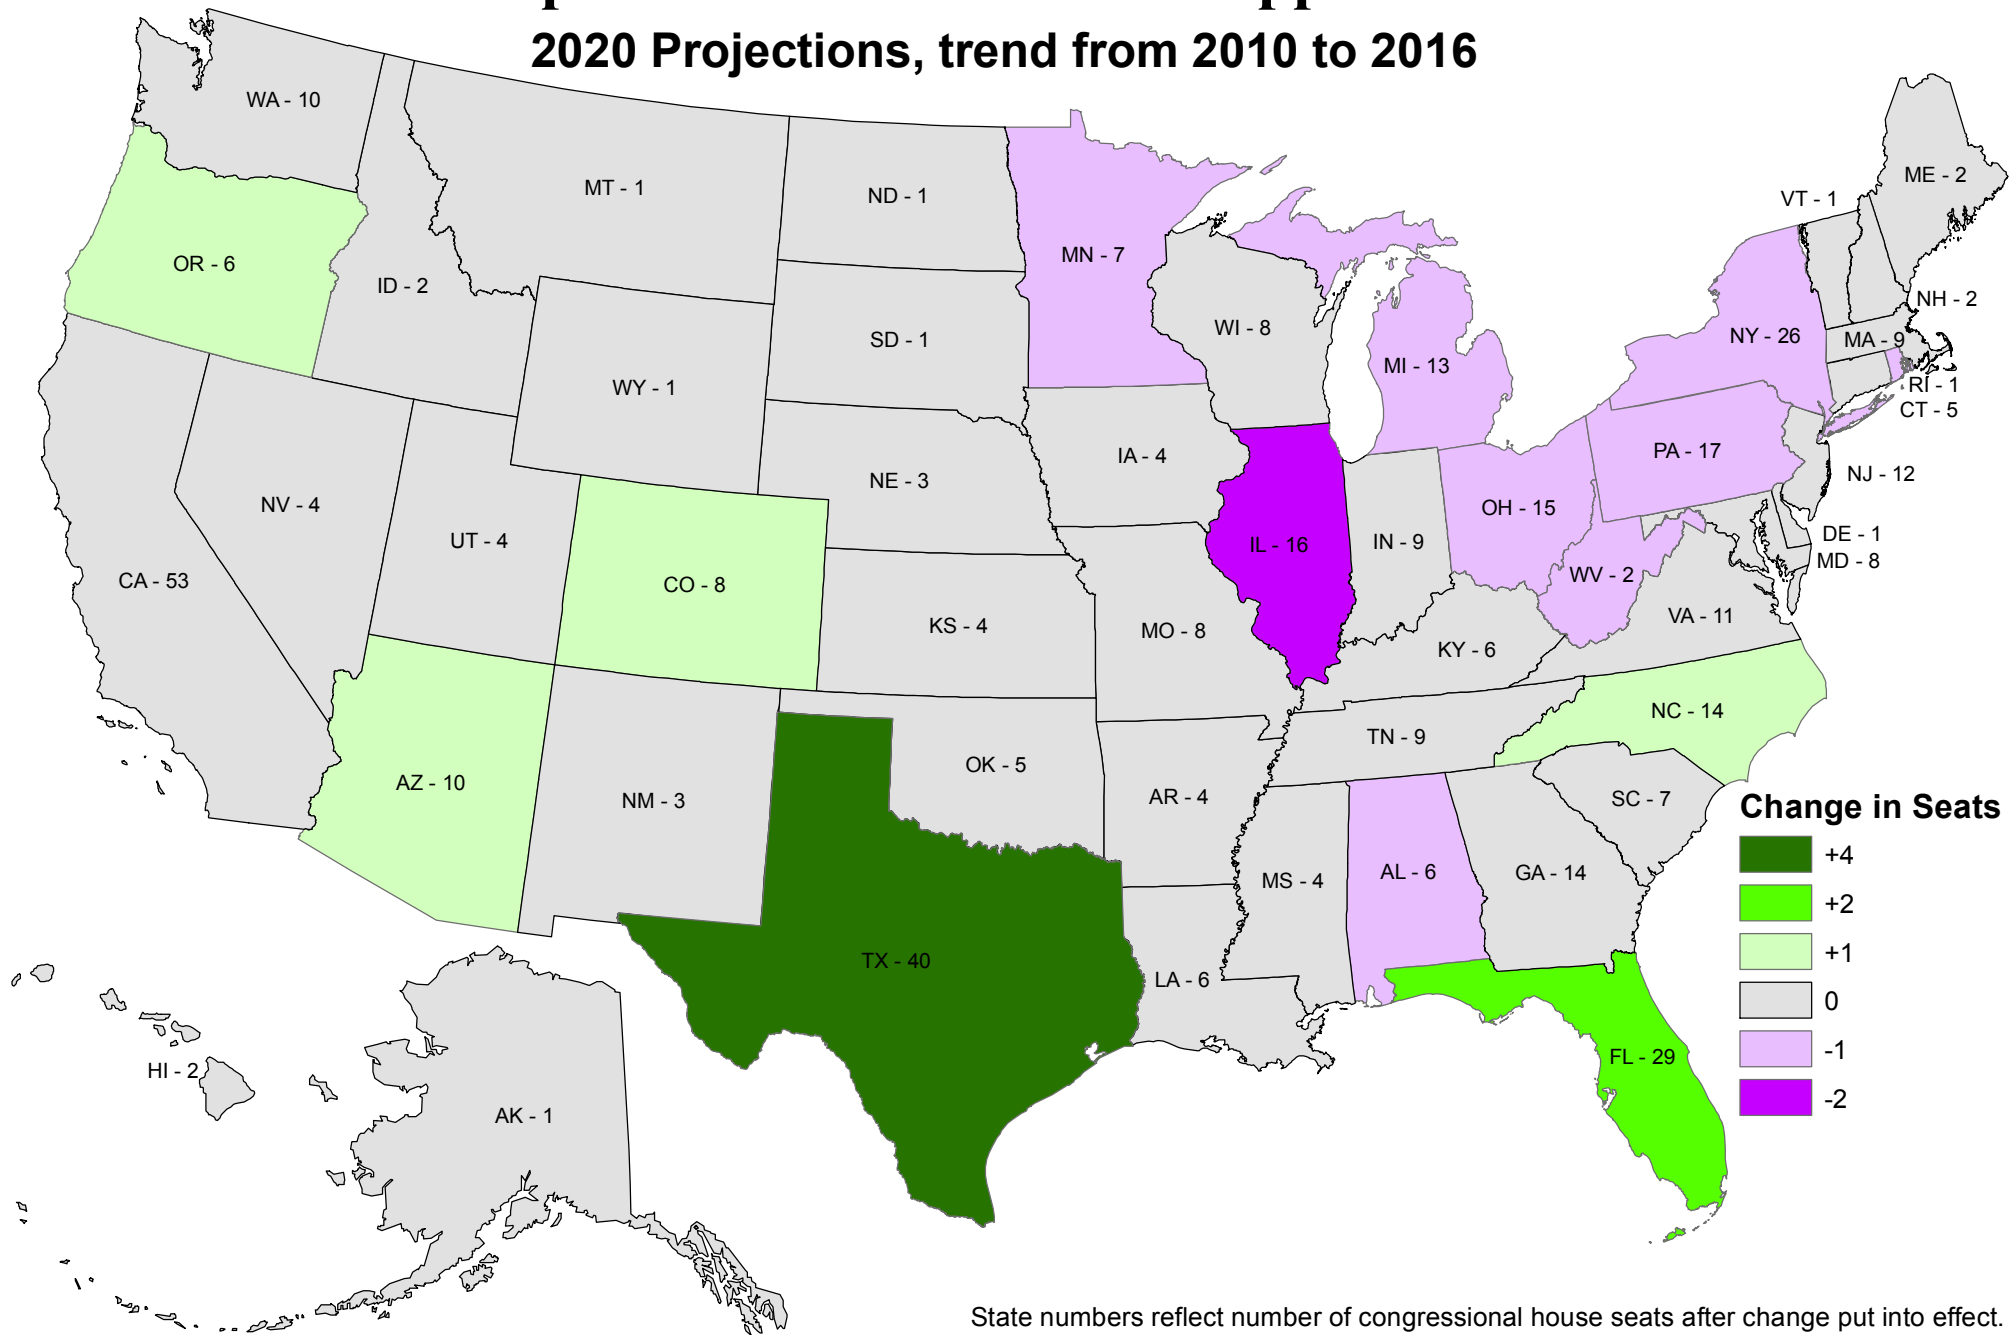 2020 Projections, trend from 2010 to 2016
WA - 10
MT - 1
ND - 1
MN - 7
VT - 1
ME - 2
OR - 6
ID - 2
SD - 1
WI - 8
NH - 2
WY - 1
MI - 13
NY - 26
MA - 9
RI - 1
CT - 5
IA - 4
NE - 3
PA - 17
NJ - 12
NV - 4
UT - 4
CO - 8
IL - 16
IN - 9
OH - 15
DE - 1
MD - 8
CA - 53
KS - 4
MO - 8
WV - 2
VA - 11
KY - 6
AZ - 10
NM - 3
OK - 5
AR - 4
TN - 9
NC - 14
SC - 7
MS - 4
AL - 6
GA - 14
TX - 40
LA - 6
FL - 29
HI - 2
AK - 1
Change in Seats
+4
+2
+1
0
-1
-2
State numbers reflect number of congressional house seats after change put into effect.